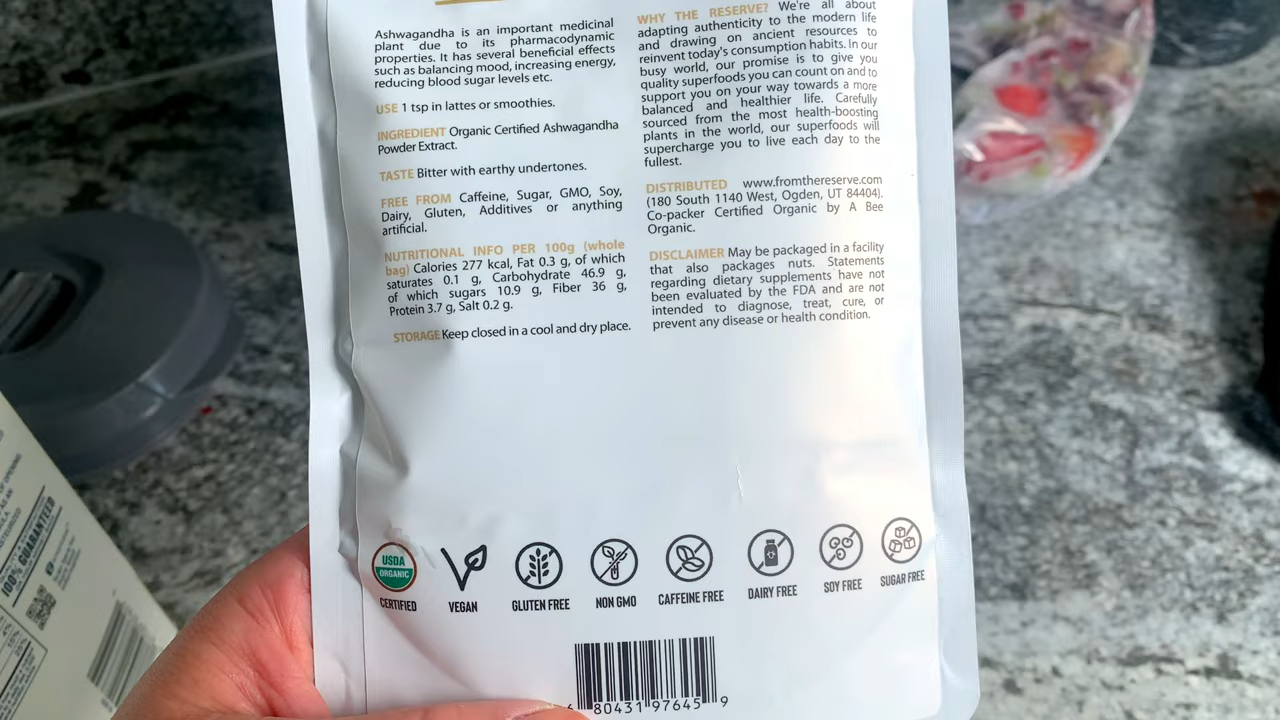 Ashwagandha is an important medicinal
plant due to its pharmacodynamic
properties. It has several beneficial effects
such as balancing mood, increasing energy,
reducing blood sugar levels etc.
USE 1 tsp in lattes or smoothies.
INGREDIENT Organic Certified Ashwagandha
Powder Extract.
TASTE Bitter with earthy undertones.
FREE FROM Caffeine, Sugar, GMO, Soy,
Dairy, Gluten, Additives or anything
artificial.
NUTRITIONAL INFO PER 100g (whole
bag) Calories 277 kcal, Fat 0.3 g, of which
saturates 0.1 g, Carbohydrate 46.9 g,
of which sugars 10.9 g, Fiber 36 g,
Protein 3.7 g, Salt 0.2 g.
STORAGE Keep closed in a cool and dry place.
WHY THE RESERVE? We're all about
adapting authenticity to the modern life
and drawing on ancient resources to
reinvent today's consumption habits. In our
busy world, our promise is to give you
quality superfoods you can count on and to
support you on your way towards a more
balanced and healthier life. Carefully
sourced from the most health-boosting
plants in the world, our superfoods will
supercharge you to live each day to the
fullest.
DISTRIBUTED www.fromthereserve.com
(180 South 1140 West, Ogden, UT 84404).
Co-packer Certified Organic by A Bee
Organic.
DISCLAIMER May be packaged in a facility
that also packages nuts. Statements
regarding dietary supplements have not
been evaluated by the FDA and are not
intended to diagnose, treat, cure, or
prevent any disease or health condition.
USDA
ORGANIC
CERTIFIED
VEGAN
GLUTEN FREE
NON GMO
CAFFEINE FREE
DAIRY FREE
SOY FREE
SUGAR FREE
80431 97645 9
100% GUARANTEED